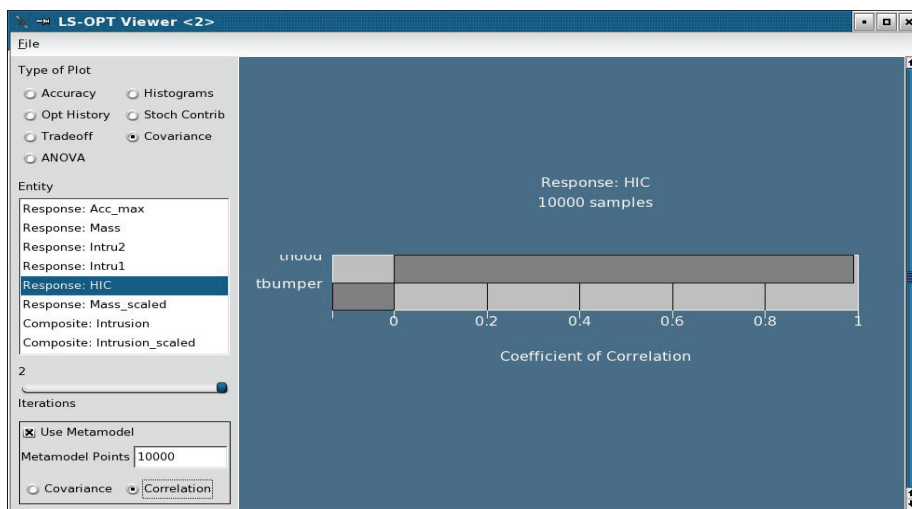 LS-OPT Viewer <2>
File
Type of Plot
Accuracy Histograms
Opt History Stoch Contrib
Tradeoff Covariance
ANOVA
Entity
Response: Acc_max
Response: Mass
Response: Intru2
Response: Intru1
Response: HIC
Response: Mass_scaled
Composite: Intrusion
Composite: Intrusion_scaled
2
Iterations
Use Metamodel
Metamodel Points 10000
Covariance Correlation
Response: HIC
10000 samples
thood
tbumper
0 0.2 0.4 0.6 0.8 1
Coefficient of Correlation